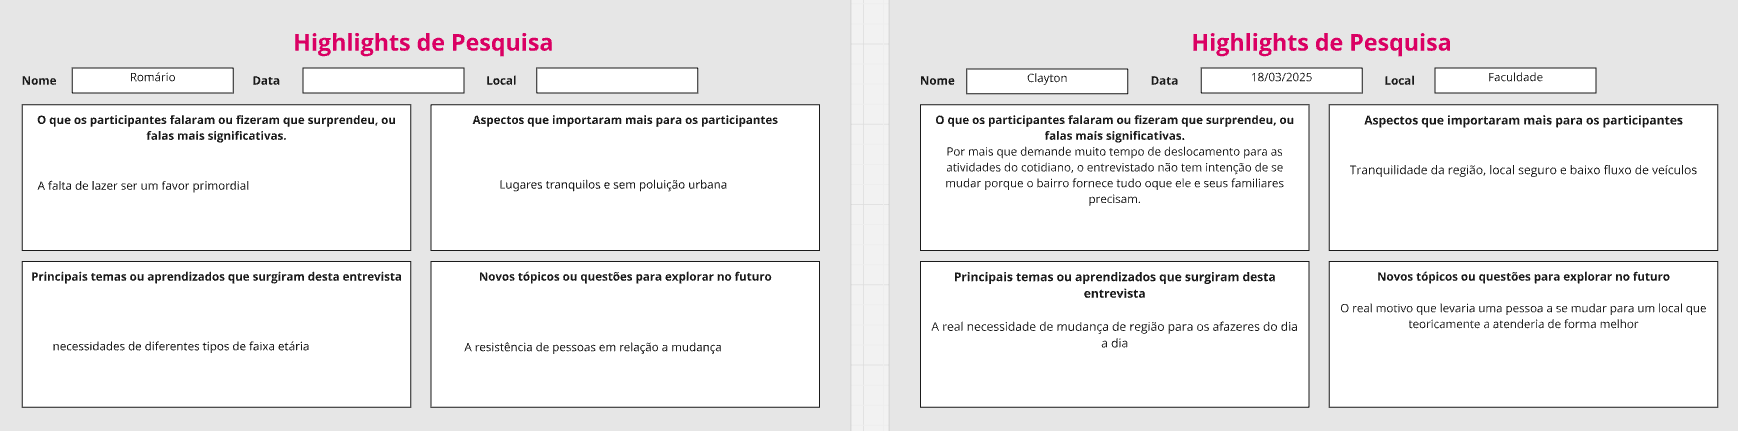 Highlights de Pesquisa
Nome Romário Data Local
O que os participantes falaram ou fizeram que surpreendeu, ou
falas mais significativas.
A falta de lazer ser um favor primordial
Aspectos que importaram mais para os participantes
Lugares tranquilos e sem poluição urbana
Principais temas ou aprendizados que surgiram desta entrevista
necessidades de diferentes tipos de faixa etária
Novos tópicos ou questões para explorar no futuro
A resistência de pessoas em relação a mudança
Highlights de Pesquisa
Nome Clayton Data 18/03/2025 Local Faculdade
O que os participantes falaram ou fizeram que surpreendeu, ou
falas mais significativas.
Por mais que demande muito tempo de deslocamento para as
atividades do cotidiano, o entrevistado não tem intenção de se
mudar porque o bairro fornece tudo oque ele e seus familiares
precisam.
Aspectos que importaram mais para os participantes
Tranquilidade da região, local seguro e baixo fluxo de veículos
Principais temas ou aprendizados que surgiram desta
entrevista
A real necessidade de mudança de região para os afazeres do dia
a dia
Novos tópicos ou questões para explorar no futuro
O real motivo que levaria uma pessoa a se mudar para um local que
teoricamente a atenderia de forma melhor